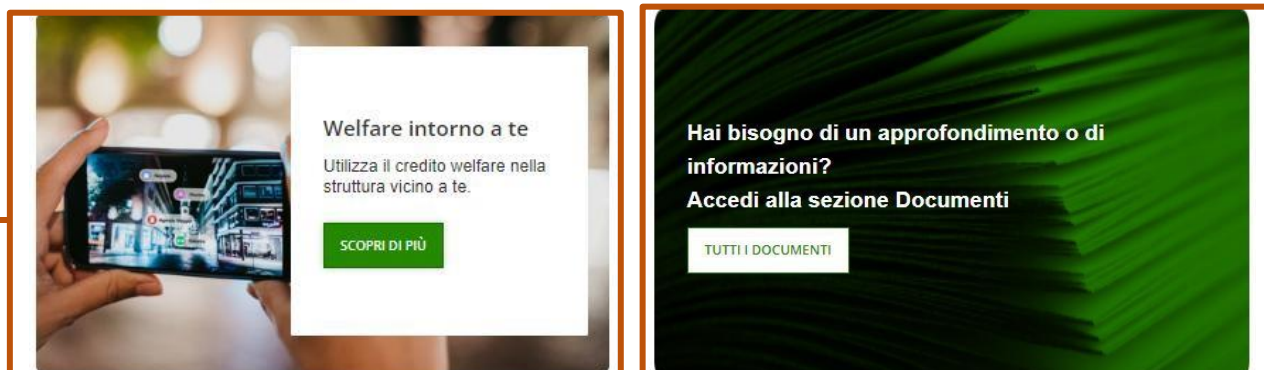 Welfare intorno a te
Utilizza il credito welfare nella
struttura vicino a te.
SCOPRI DI PIÙ
Hai bisogno di un approfondimento o di
informazioni?
Accedi alla sezione Documenti
TUTTI I DOCUMENTI